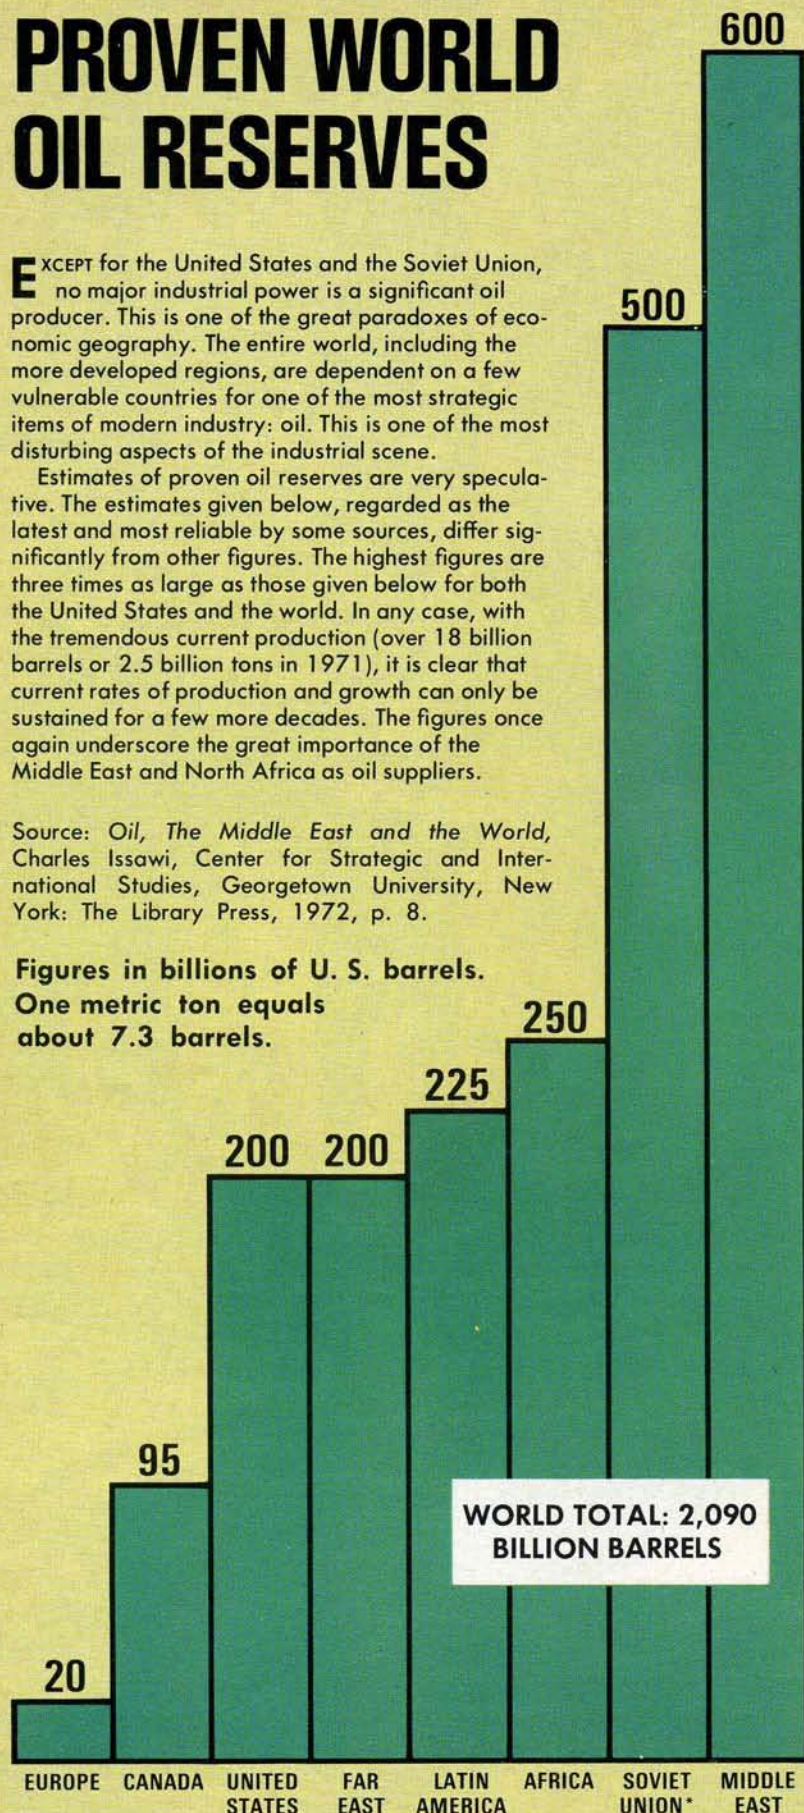 PROVEN WORLD
OIL RESERVES
EXCEPT for the United States and the Soviet Union,
no major industrial power is a significant oil
producer. This is one of the great paradoxes of eco-
nomic geography. The entire world, including the
more developed regions, are dependent on a few
vulnerable countries for one of the most strategic
items of modern industry: oil. This is one of the most
disturbing aspects of the industrial scene.
Estimates of proven oil reserves are very specula-
tive. The estimates given below, regarded as the
latest and most reliable by some sources, differ sig-
nificantly from other figures. The highest figures are
three times as large as those given below for both
the United States and the world. In any case, with
the tremendous current production (over 18 billion
barrels or 2.5 billion tons in 1971), it is clear that
current rates of production and growth can only be
sustained for a few more decades. The figures once
again underscore the great importance of the
Middle East and North Africa as oil suppliers.
Source: Oil, The Middle East and the World,
Charles Issawi, Center for Strategic and Inter-
national Studies, Georgetown University, New
York: The Library Press, 1972, p. 8.
Figures in billions of U. S. barrels.
One metric ton equals
about 7.3 barrels.
600
500
250
225
200 200
95
20
WORLD TOTAL: 2,090
BILLION BARRELS
EUROPE CANADA UNITED STATES FAR EAST LATIN AMERICA AFRICA SOVIET UNION* MIDDLE EAST